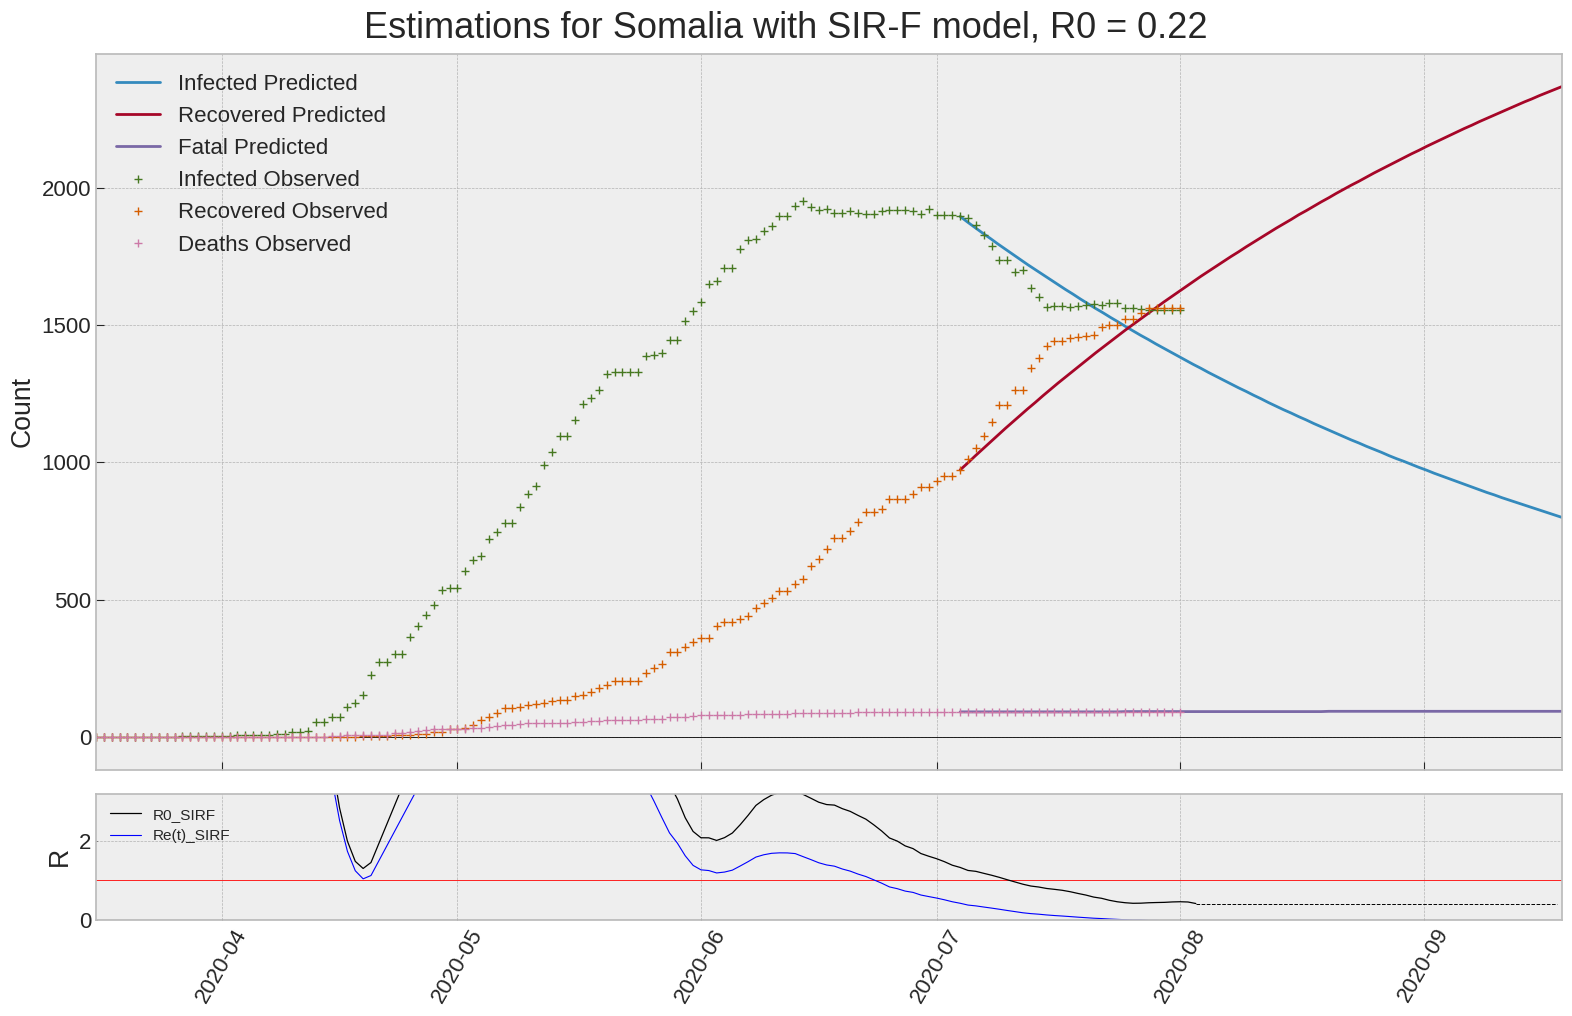 Estimations for Somalia with SIR-F model, R0 = 0.22
Infected Predicted
Recovered Predicted
Fatal Predicted
Infected Observed
Recovered Observed
Deaths Observed
2000
1500
1000
500
0
Count
R0_SIRF
Re(t)_SIRF
2
0
R
2020-04
2020-05
2020-06
2020-07
2020-08
2020-09